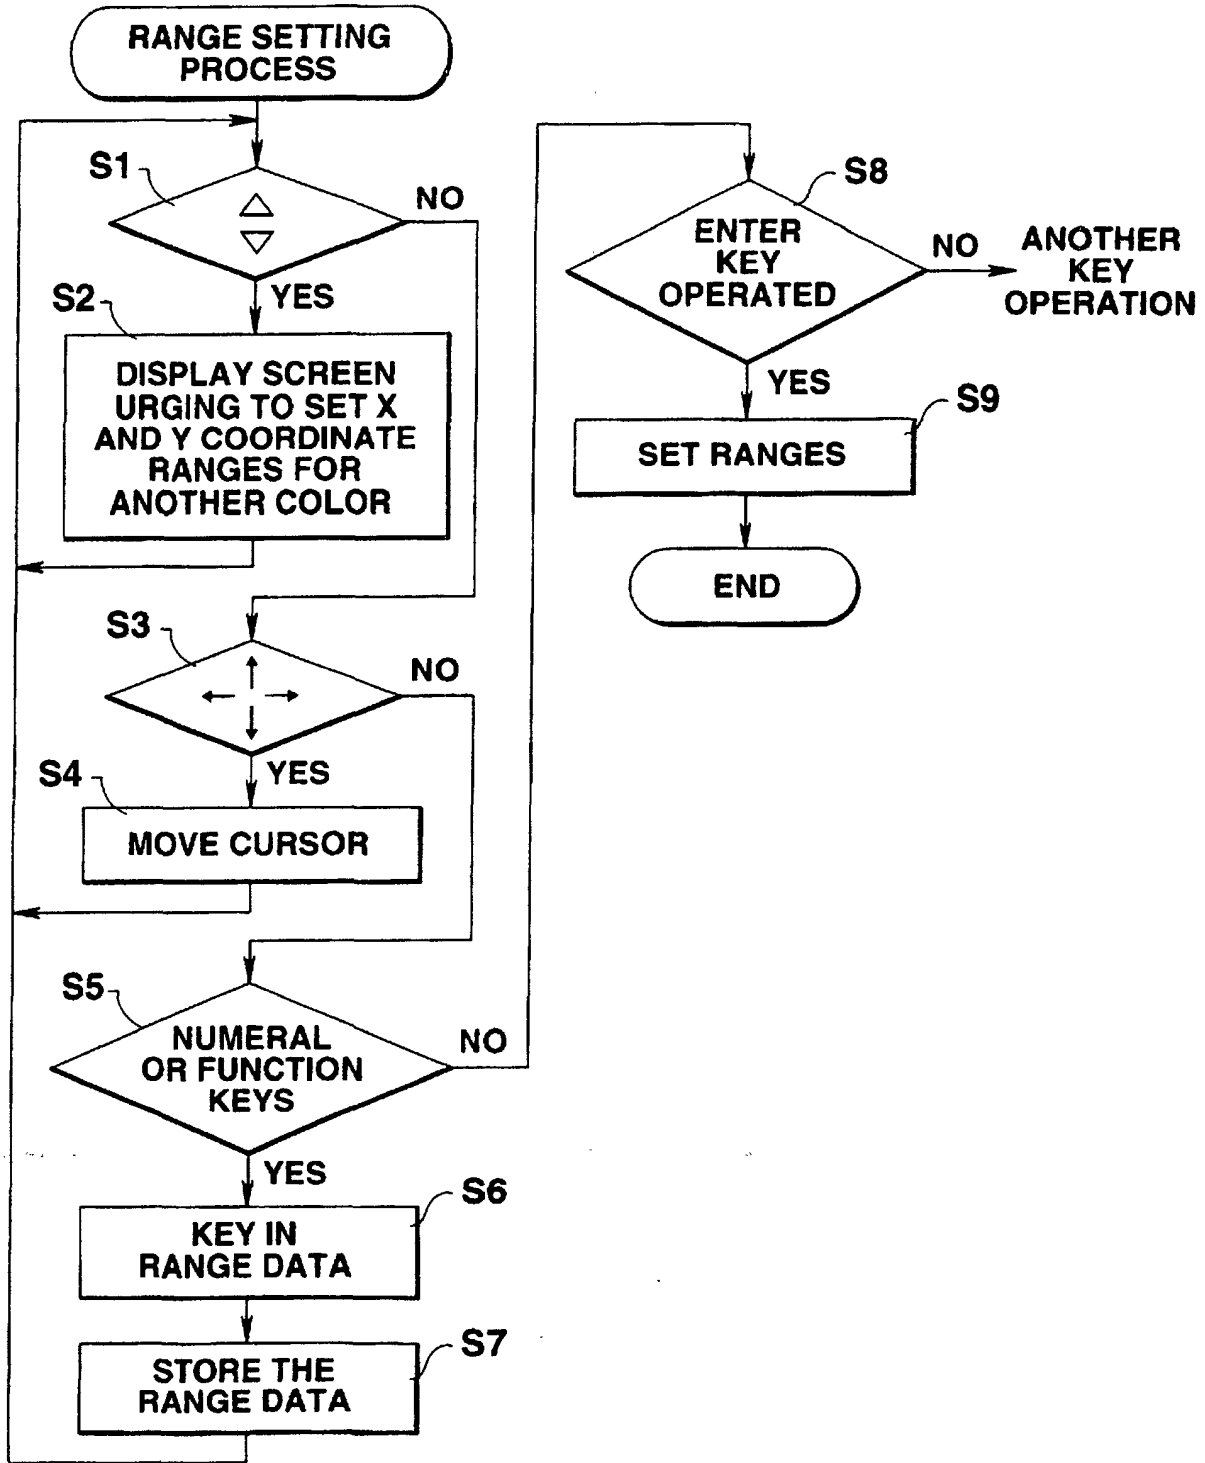 RANGE SETTING
PROCESS
S1
NO
YES
S2
DISPLAY SCREEN
URGING TO SET X
AND Y COORDINATE
RANGES FOR
ANOTHER COLOR
S3
NO
YES
S4
MOVE CURSOR
S5
NUMERAL
OR FUNCTION
KEYS
NO
YES
S6
KEY IN
RANGE DATA
S7
STORE THE
RANGE DATA
S8
ENTER
KEY
OPERATED
NO
ANOTHER
KEY
OPERATION
YES
S9
SET RANGES
END